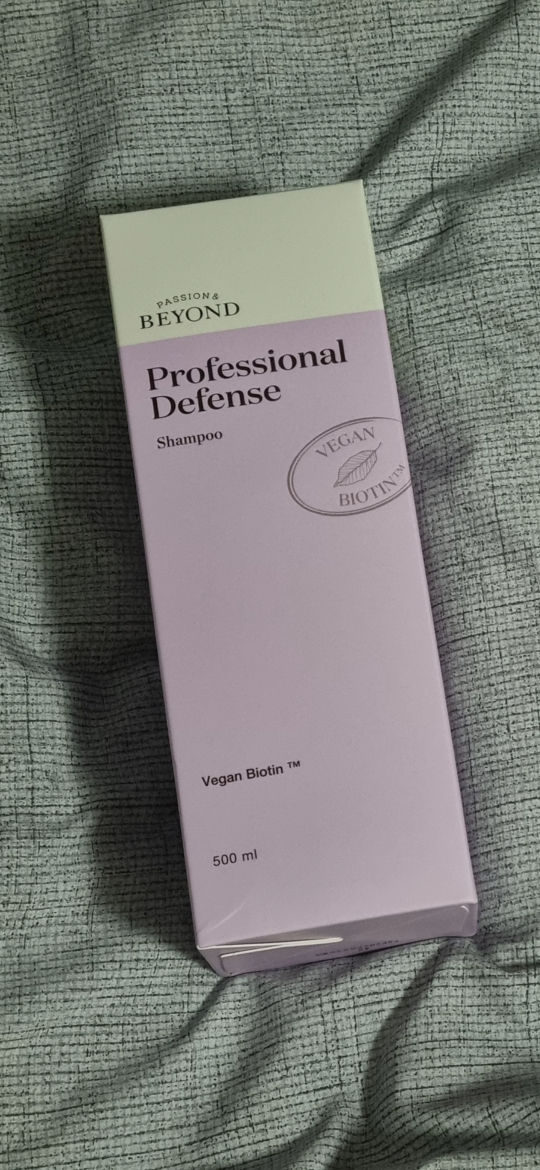 PASSION &
BEYOND
Professional
Defense
Shampoo
VEGAN
BIOTIN™
Vegan Biotin ™
500 ml